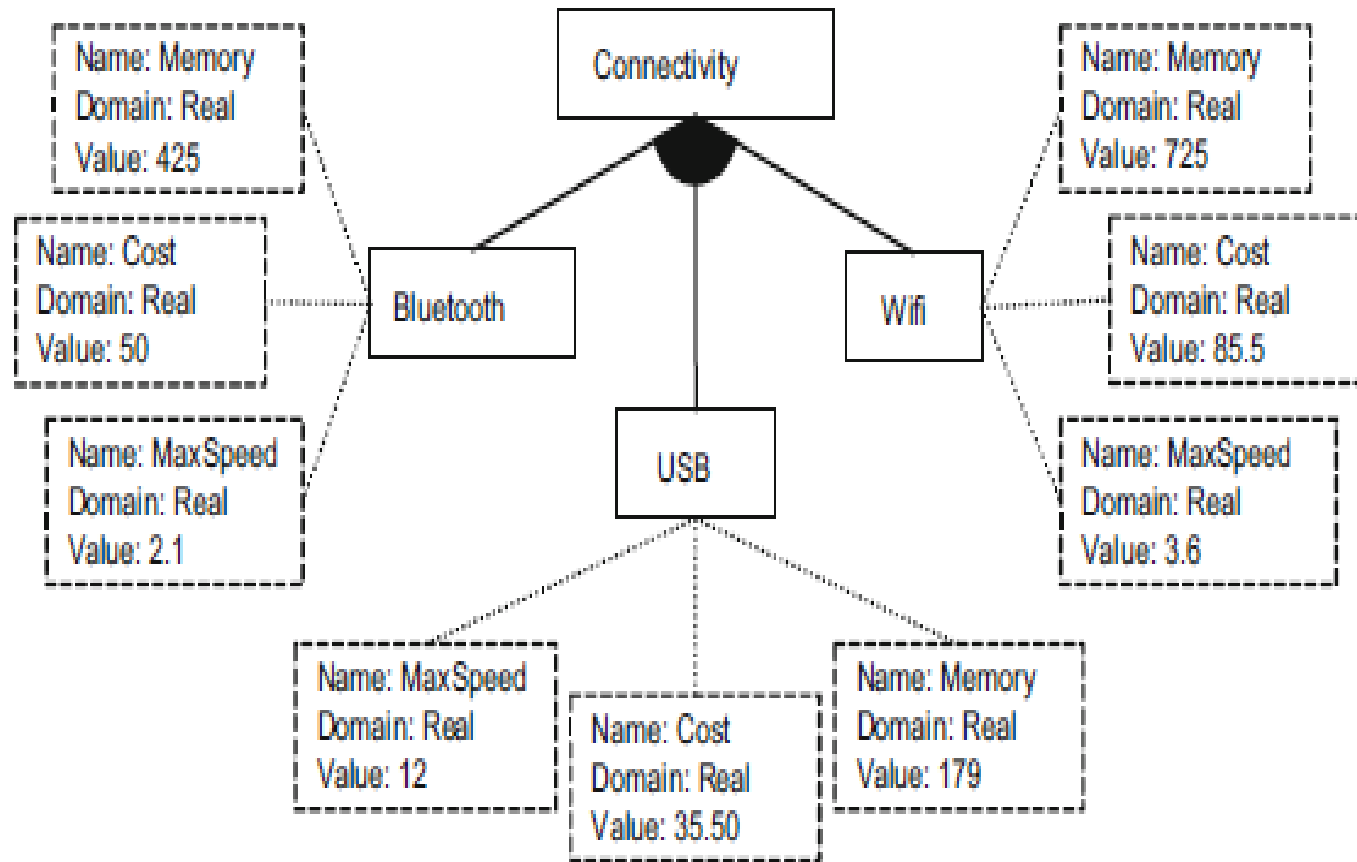 Connectivity
Name: Memory
Domain: Real
Value: 425
Name: Cost
Domain: Real
Value: 50
Name: MaxSpeed
Domain: Real
Value: 2.1
Bluetooth
USB
Wifi
Name: Memory
Domain: Real
Value: 725
Name: Cost
Domain: Real
Value: 85.5
Name: MaxSpeed
Domain: Real
Value: 3.6
Name: MaxSpeed
Domain: Real
Value: 12
Name: Cost
Domain: Real
Value: 35.50
Name: Memory
Domain: Real
Value: 179